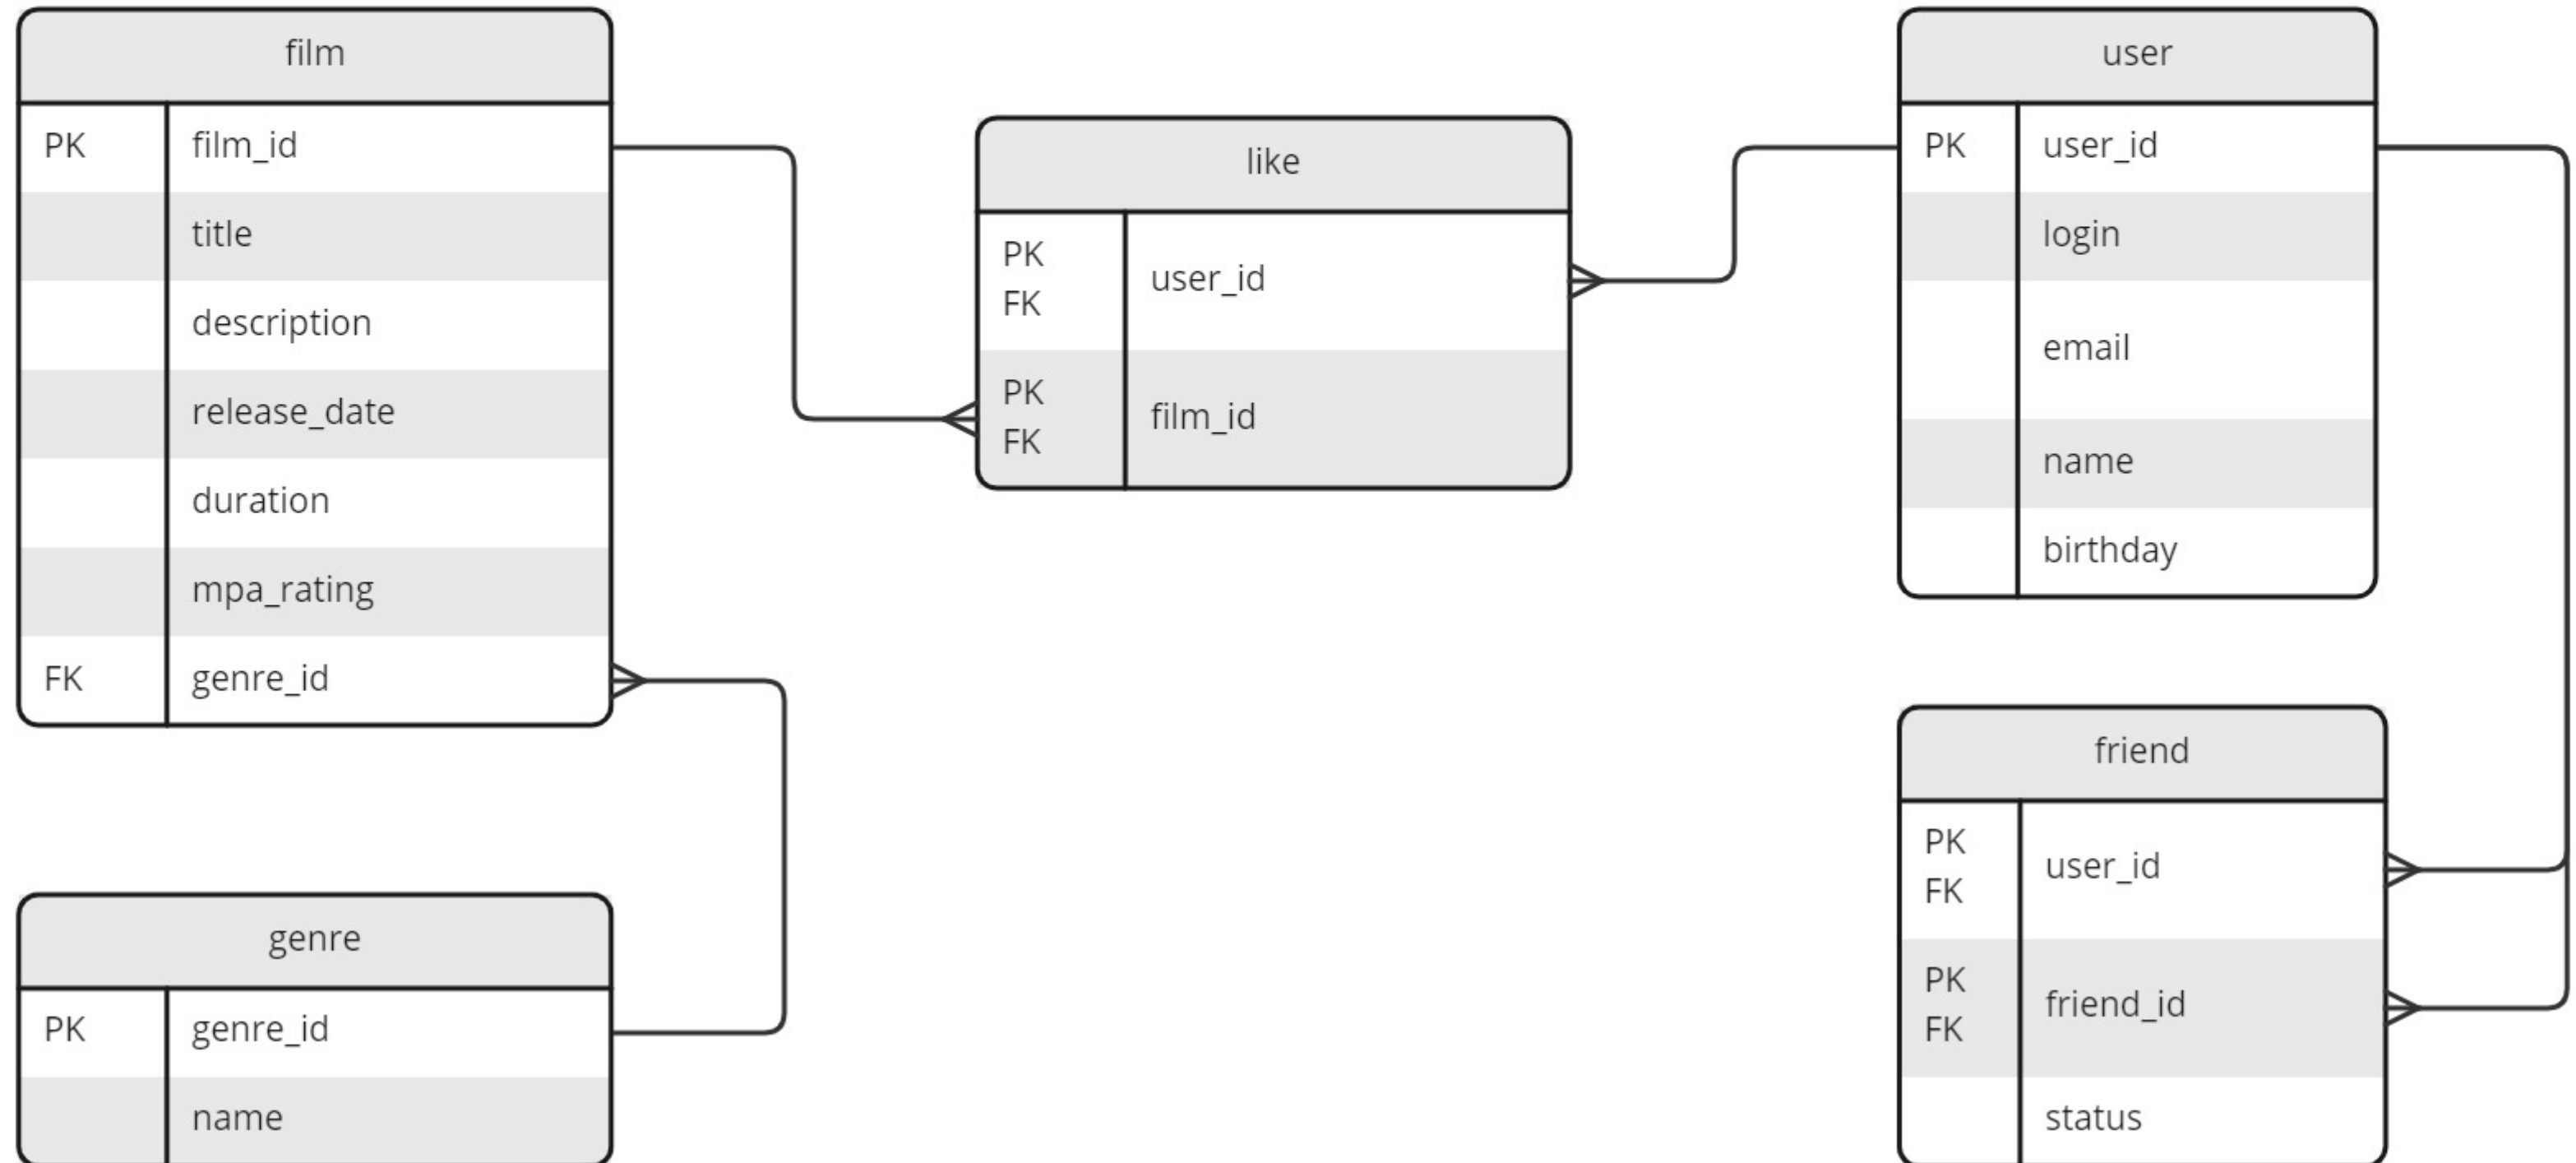 film
PK film_id
title
description
release_date
duration
mpa_rating
FK genre_id
genre
PK genre_id
name
like
PK
FK
user_id
PK
FK
film_id
user
PK user_id
login
email
name
birthday
friend
PK
FK
user_id
PK
FK
friend_id
status